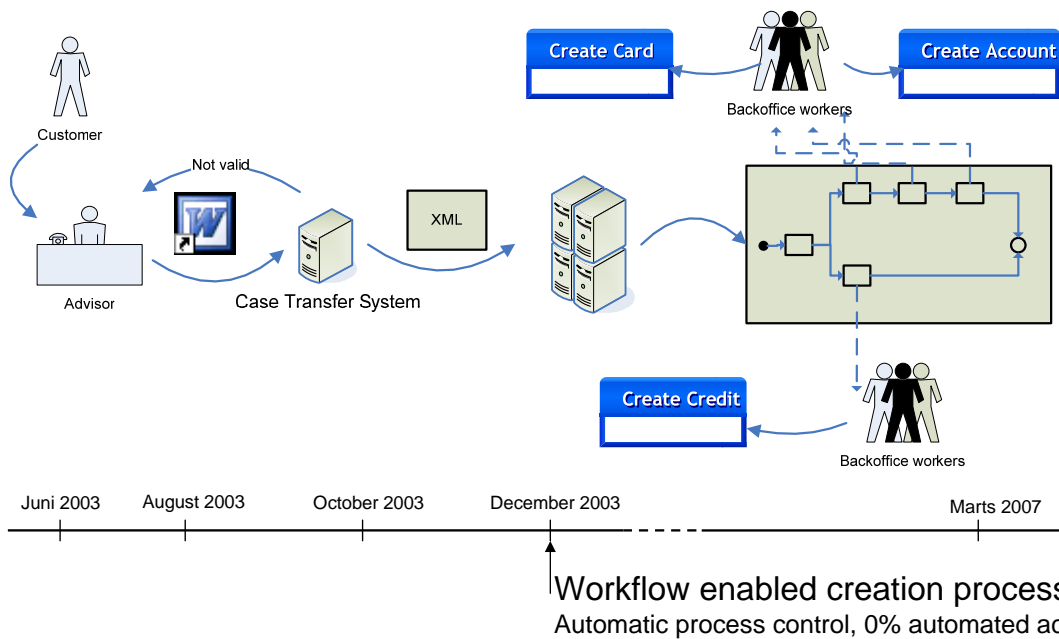 Create Card
Create Account
Backoffice workers
Customer
Not valid
W
XML
Advisor
Case Transfer System
Create Credit
Backoffice workers
Juni 2003
August 2003
October 2003
December 2003
Marts 2007
Workflow enabled creation process
Automatic process control, 0% automated ac